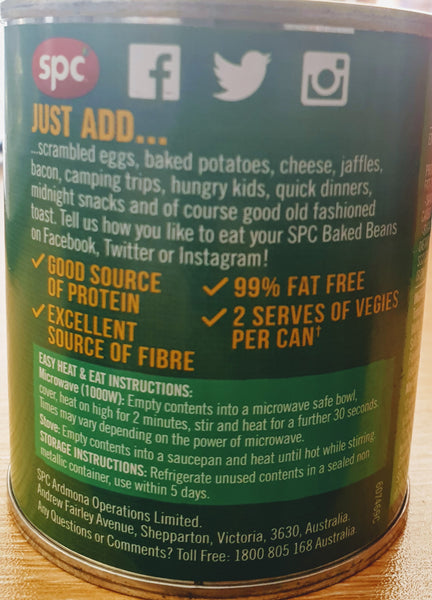 spc
JUST ADD...
...scrambled eggs, baked potatoes, cheese, jaffles,
bacon, camping trips, hungry kids, quick dinners,
midnight snacks and of course good old fashioned
toast. Tell us how you like to eat your SPC Baked Beans
on Facebook, Twitter or Instagram!
✓ GOOD SOURCE
OF PROTEIN
✓ EXCELLENT
SOURCE OF FIBRE
✓ 99% FAT FREE
✓ 2 SERVES OF VEGIES
PER CAN†
EASY HEAT & EAT INSTRUCTIONS:
Microwave (1000W): Empty contents into a microwave safe bowl,
cover, heat on high for 2 minutes, stir and heat for a further 30 seconds.
Times may vary depending on the power of microwave.
Stove: Empty contents into a saucepan and heat until hot while stirring.
STORAGE INSTRUCTIONS: Refrigerate unused contents in a sealed non
metallic container, use within 5 days.
SPC Ardmona Operations Limited.
Andrew Fairley Avenue, Shepparton, Victoria, 3630, Australia.
Any Questions or Comments? Toll Free: 1800 805 168 Australia.